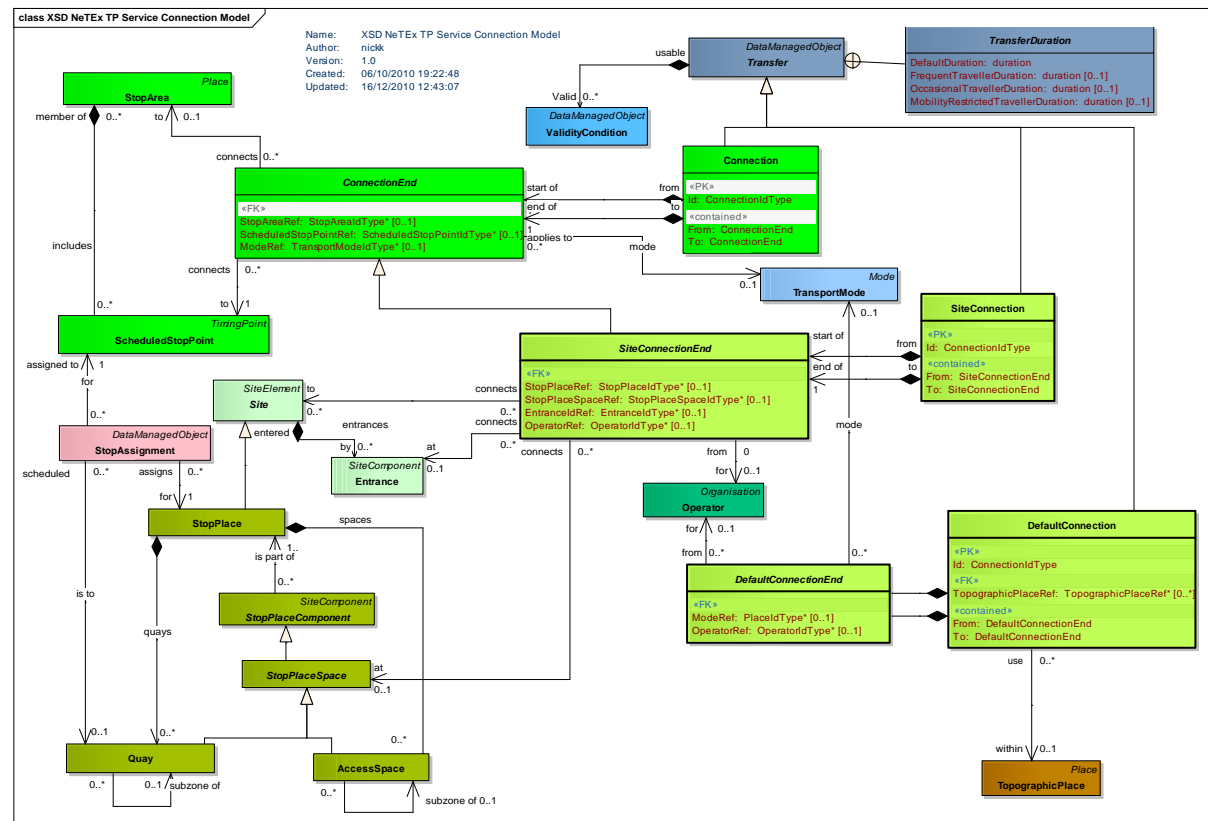 class XSD NeTEx TP Service Connection Model
Name: XSD NeTEx TP Service Connection Model
Author: nickk
Version: 1.0
Created: 06/10/2010 19:22:48
Updated: 16/12/2010 12:43:07
DataManagedObject
Transfer
usable
Valid 0..*
TransferDuration
DefaultDuration: duration
FrequentTravellerDuration: duration [0..1]
OccasionalTravellerDuration: duration [0..1]
MobilityRestrictedTravellerDuration: duration [0..1]
Place
StopArea
member of 0..*
to 0..1
connects 0..*
DataManagedObject
ValidityCondition
ConnectionEnd
«FK»
StopAreaRef: StopAreaIdType* [0..1]
ScheduledStopPointRef: ScheduledStopPointIdType* [0..1]
ModeRef: TransportModeIdType* [0..1]
start of
from
end of
to
1
applies to
0..*
mode
0..1
Connection
«PK»
Id: ConnectionIdType
«contained»
From: ConnectionEnd
To: ConnectionEnd
includes
0..*
connects 0..*
to 1
Mode
TransportMode
0..1
mode
0..*
TimingPoint
ScheduledStopPoint
assigned to 1
for
0..*
SiteConnection
«PK»
Id: ConnectionIdType
«contained»
From: SiteConnectionEnd
To: SiteConnectionEnd
start of
from
end of
to
1
SiteConnectionEnd
«FK»
StopPlaceRef: StopPlaceIdType* [0..1]
StopPlaceSpaceRef: StopPlaceSpaceIdType* [0..1]
EntranceIdRef: EntranceIdType* [0..1]
OperatorRef: OperatorIdType* [0..1]
SiteElement
Site
to
0..*
connects
0..*
connects
0..*
connects
entered
entrances
by 0..*
at
0..1
SiteComponent
Entrance
DataManagedObject
StopAssignment
scheduled 0..*
assigns 0..*
for 1
from 0
for 0..1
Organisation
Operator
for 0..1
from 0..*
StopPlace
spaces
1..
is part of
0..*
is to
quays
SiteComponent
StopPlaceComponent
StopPlaceSpace
at
0..1
DefaultConnectionEnd
«FK»
ModeRef: PlaceIdType* [0..1]
OperatorRef: OperatorIdType* [0..1]
DefaultConnection
«PK»
Id: ConnectionIdType
«FK»
TopographicPlaceRef: TopographicPlaceRef* [0..*]
«contained»
From: DefaultConnectionEnd
To: DefaultConnectionEnd
use 0..*
within 0..1
0..1
0..*
0..*
Quay
0..*
0..1
subzone of
AccessSpace
0..*
subzone of 0..1
Place
TopographicPlace